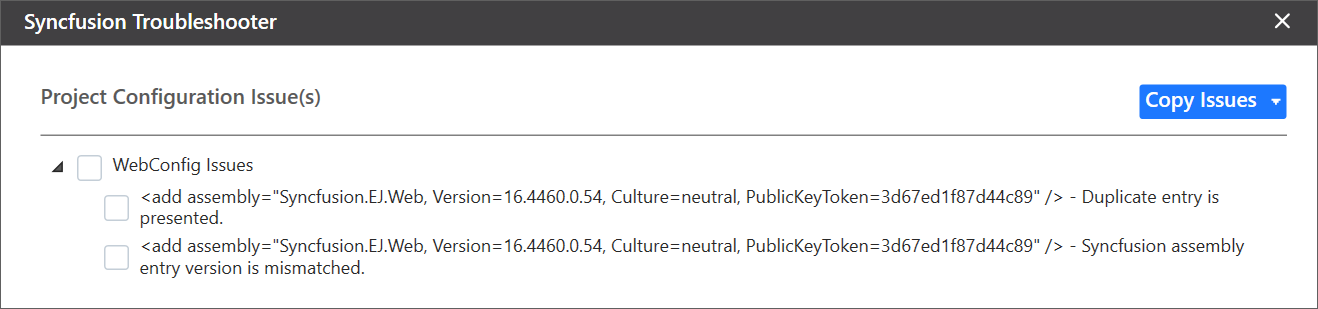 Syncfusion Troubleshooter
Project Configuration Issue(s)
Copy Issues
WebConfig Issues
<add assembly="Syncfusion.EJ.Web, Version=16.4460.0.54, Culture=neutral, PublicKeyToken=3d67ed1f87d44c89" /> - Duplicate entry is
presented.
<add assembly="Syncfusion.EJ.Web, Version=16.4460.0.54, Culture=neutral, PublicKeyToken=3d67ed1f87d44c89" /> - Syncfusion assembly
entry version is mismatched.